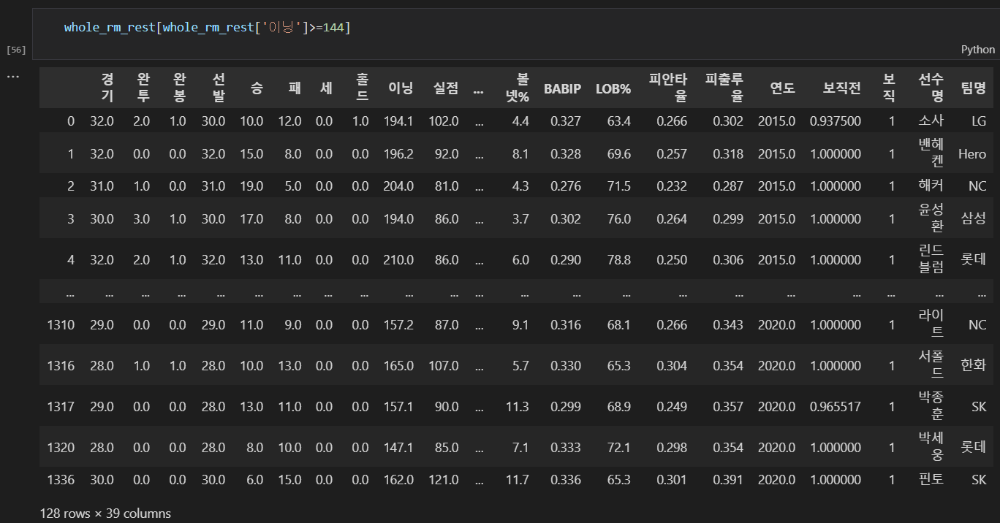 whole_rm_rest[whole_rm_rest['이닝']>=144]
[56]
Python
...
경기 완투 완봉 선발 승 패 세 홀드 이닝 실점 ... 볼넷% BABIP LOB% 피안타율 피출루율 연도 보직전 보직 선수명 팀명
0 32.0 2.0 1.0 30.0 10.0 12.0 0.0 1.0 194.1 102.0 ... 4.4 0.327 63.4 0.266 0.302 2015.0 0.937500 1 소사 LG
1 32.0 0.0 0.0 32.0 15.0 8.0 0.0 0.0 196.2 92.0 ... 8.1 0.328 69.6 0.257 0.318 2015.0 1.000000 1 밴헤켄 Hero
2 31.0 1.0 0.0 31.0 19.0 5.0 0.0 0.0 204.0 81.0 ... 4.3 0.276 71.5 0.232 0.287 2015.0 1.000000 1 해커 NC
3 30.0 3.0 1.0 30.0 17.0 8.0 0.0 0.0 194.0 86.0 ... 3.7 0.302 76.0 0.264 0.299 2015.0 1.000000 1 윤성환 삼성
4 32.0 2.0 1.0 32.0 13.0 11.0 0.0 0.0 210.0 86.0 ... 6.0 0.290 78.8 0.250 0.306 2015.0 1.000000 1 린드블럼 롯데
... ... ... ... ... ... ... ... ... ... ... ... ... ... ... ... ... ... ... ... ... ...
1310 29.0 0.0 0.0 29.0 11.0 9.0 0.0 0.0 157.2 87.0 ... 9.1 0.316 68.1 0.266 0.343 2020.0 1.000000 1 라이트 NC
1316 28.0 1.0 1.0 28.0 10.0 13.0 0.0 0.0 165.0 107.0 ... 5.7 0.330 65.3 0.304 0.354 2020.0 1.000000 1 서폴드 한화
1317 29.0 0.0 0.0 28.0 13.0 11.0 0.0 0.0 157.1 90.0 ... 11.3 0.299 68.9 0.249 0.357 2020.0 0.965517 1 박종훈 SK
1320 28.0 0.0 0.0 28.0 8.0 10.0 0.0 0.0 147.1 85.0 ... 7.1 0.333 72.1 0.298 0.354 2020.0 1.000000 1 박세웅 롯데
1336 30.0 0.0 0.0 30.0 6.0 15.0 0.0 0.0 162.0 121.0 ... 11.7 0.336 65.3 0.301 0.391 2020.0 1.000000 1 핀토 SK
128 rows × 39 columns